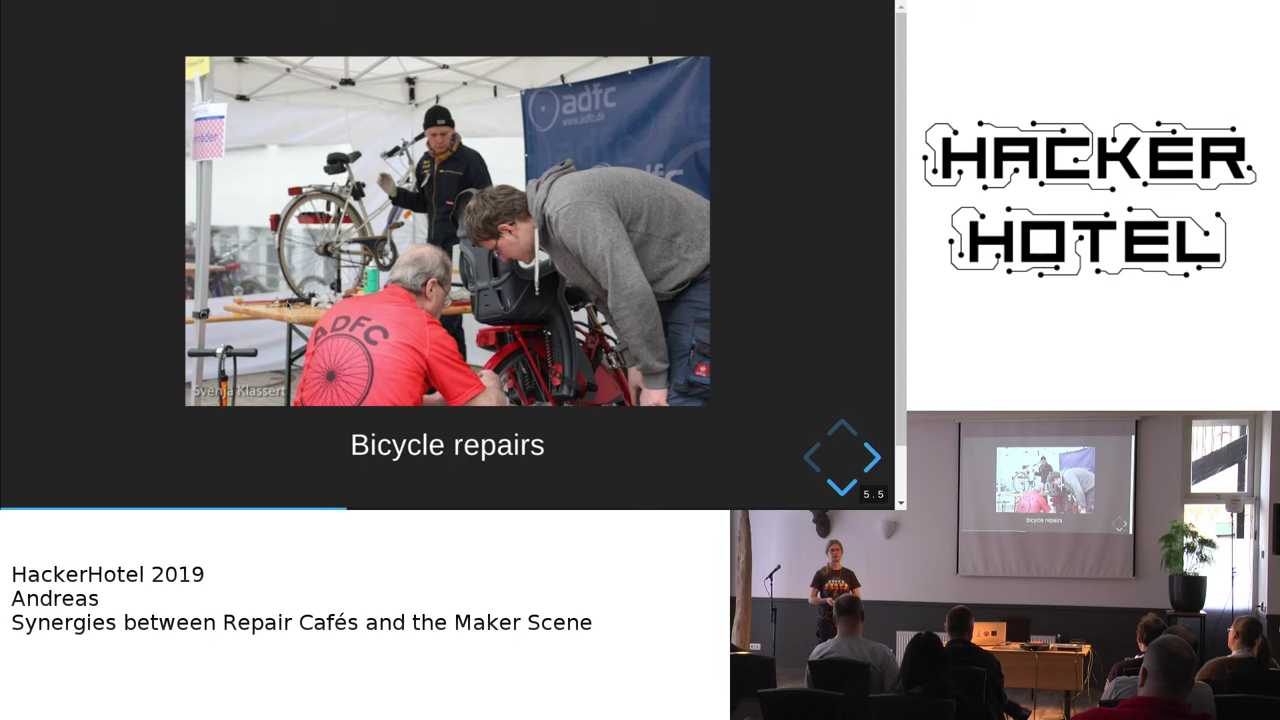 adfc
www.adfc.de
adfc
ADFC
Svenja Klassert
Bicycle repairs
5.5
HACKER
HOTEL
Bicycle repairs
HackerHotel 2019
Andreas
Synergies between Repair Cafés and the Maker Scene